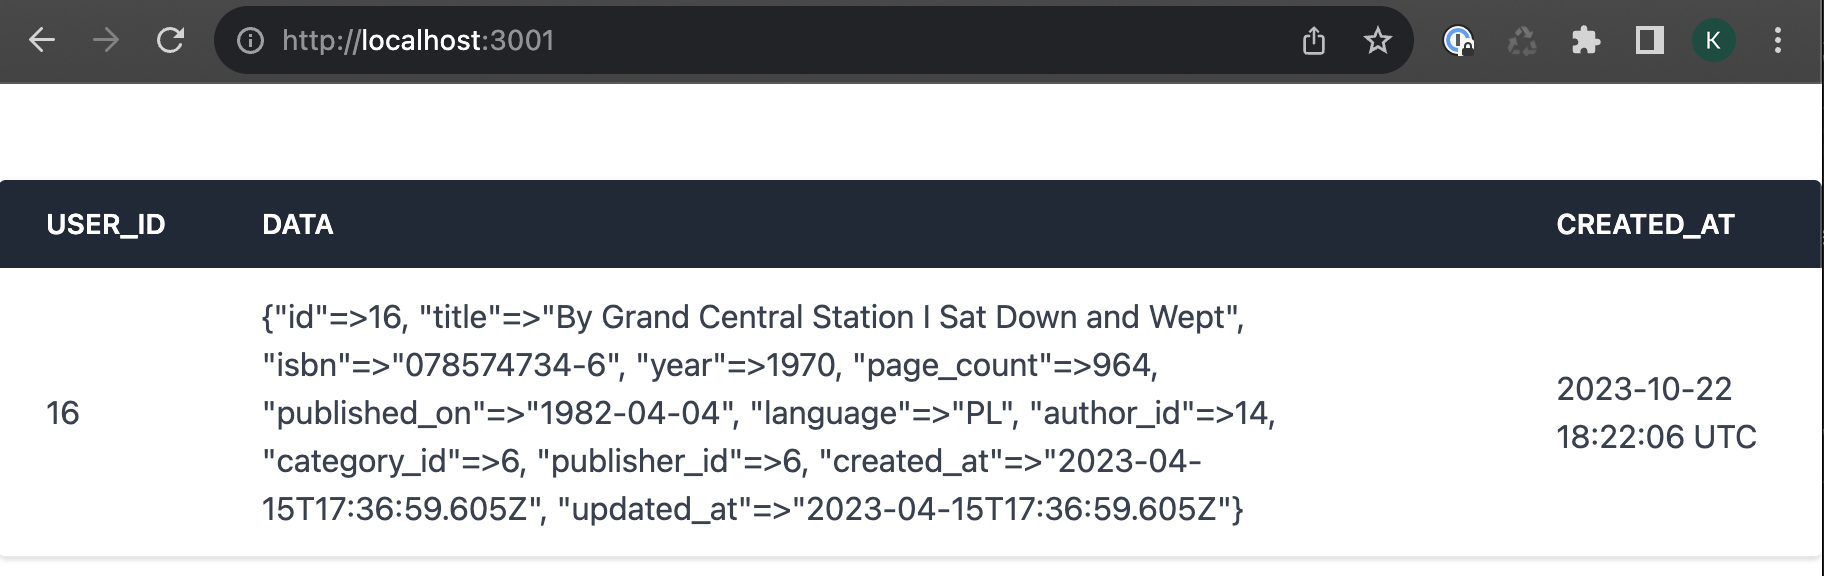 http://localhost:3001
K
USER_ID DATA CREATED_AT
{"id"=>16, "title"=>"By Grand Central Station I Sat Down and Wept",
"isbn"=>"078574734-6", "year"=>1970, "page_count"=>964,
16 "published_on"=>"1982-04-04", "language"=>"PL", "author_id"=>14,
"category_id"=>6, "publisher_id"=>6, "created_at"=>"2023-04-
15T17:36:59.605Z", "updated_at"=>"2023-04-15T17:36:59.605Z"}
2023-10-22
18:22:06 UTC